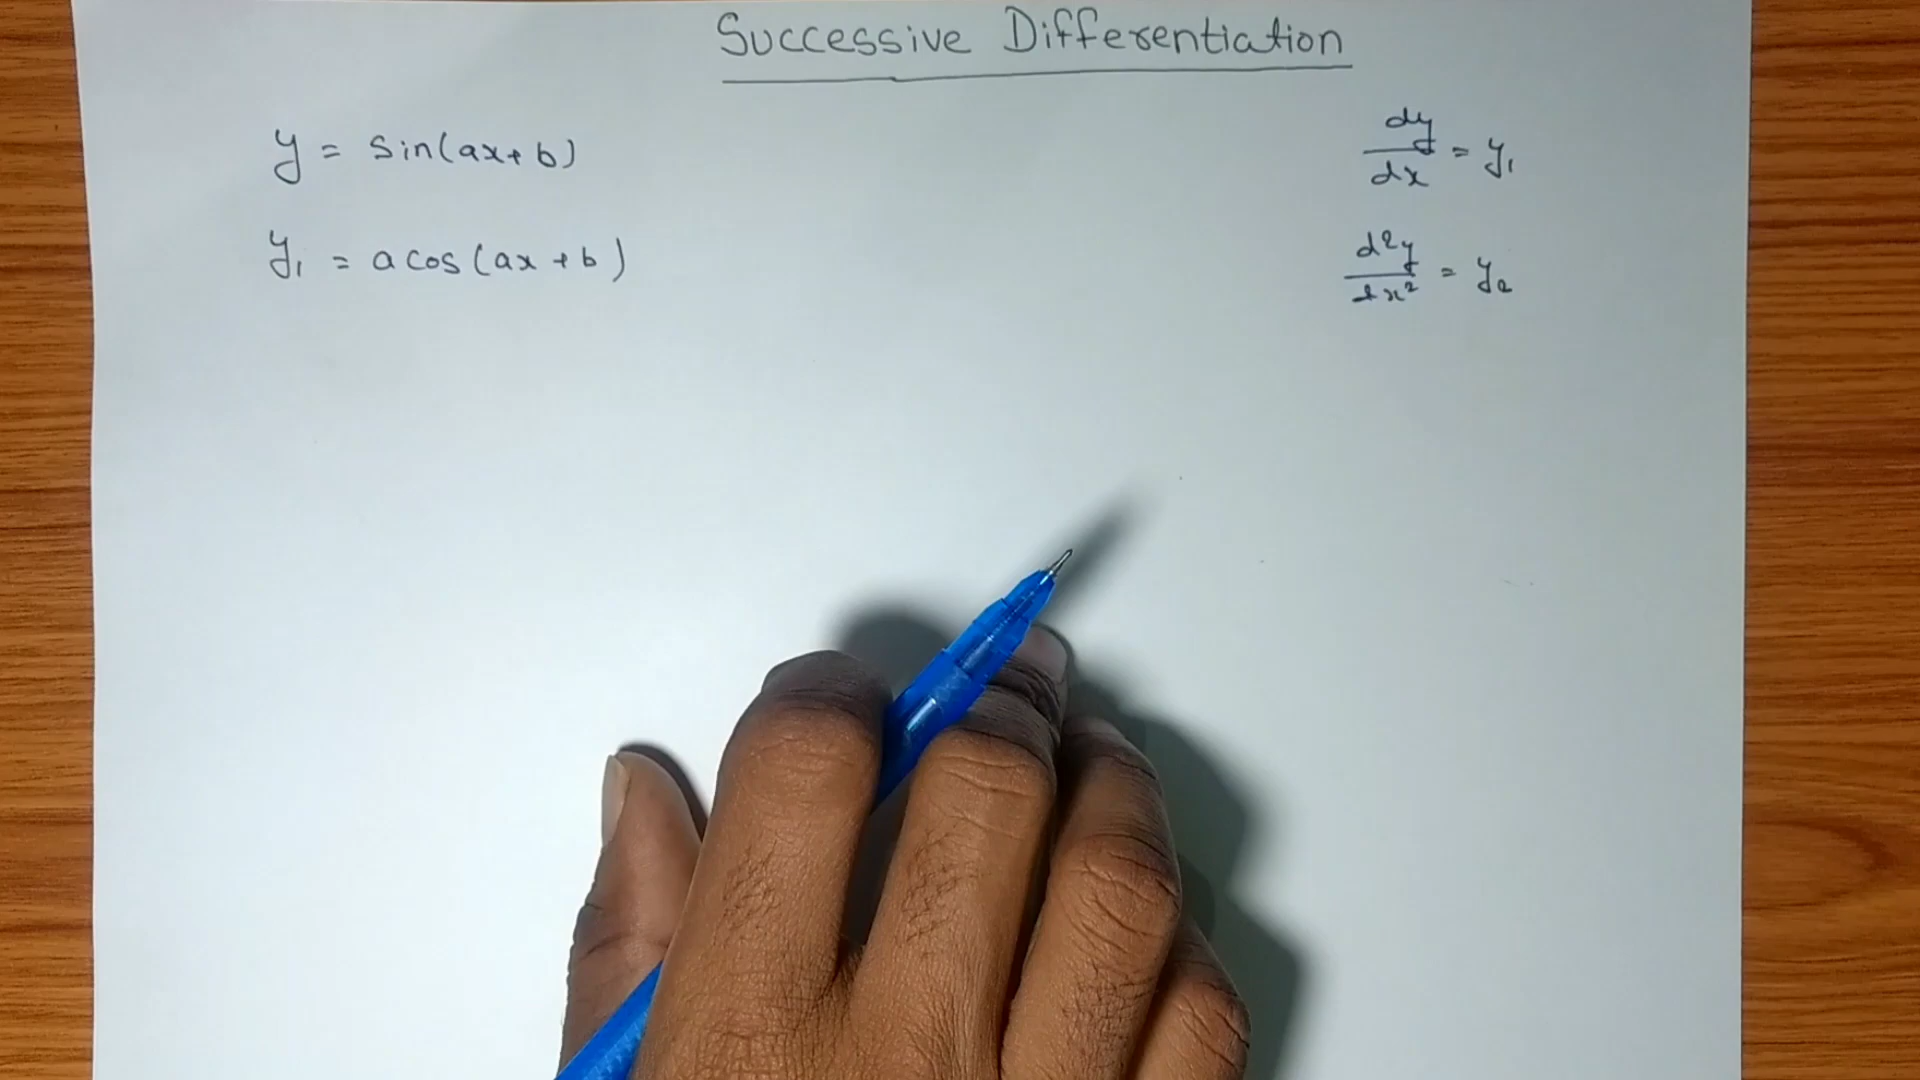 Successive Differentiation
y = sin(ax+b)
y₁ = a cos(ax+b)
dy/dx = y₁
d²y/dx² = y₂